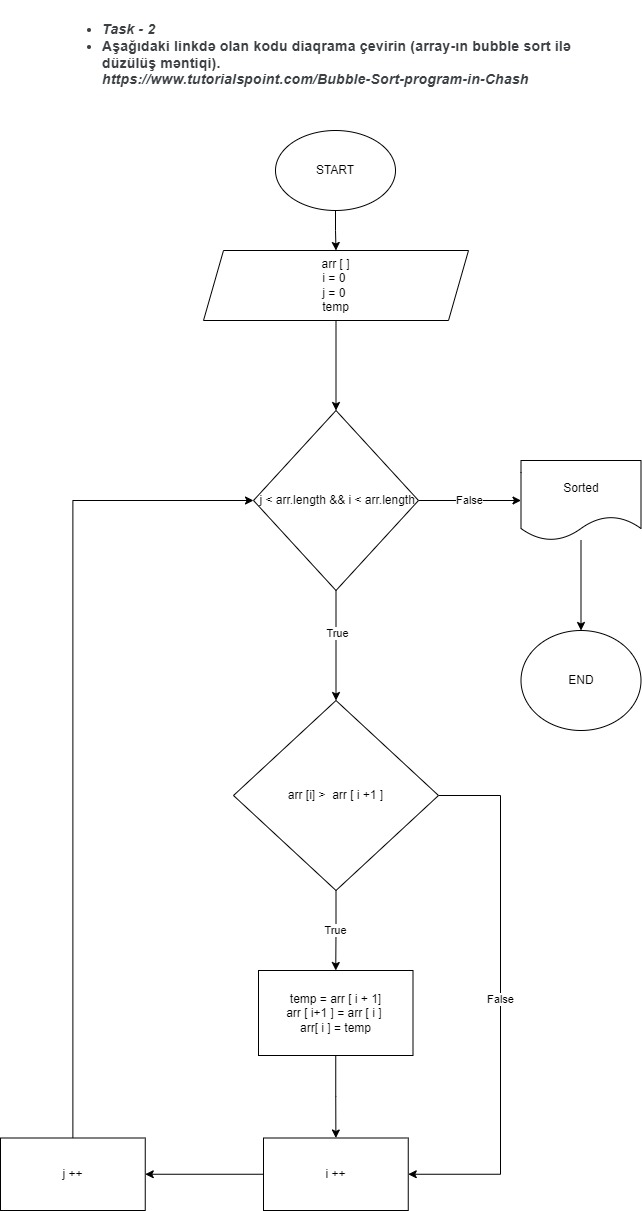 Task - 2
Aşağıdaki linkdə olan kodu diaqrama çevirin (array-ın bubble sort ilə
düzülüş məntiqi).
https://www.tutorialspoint.com/Bubble-Sort-program-in-Chash
START
arr [ ]
i = 0
j = 0
temp
j < arr.length && i < arr.length
False
Sorted
END
True
arr [i] > arr [ i +1 ]
True
False
temp = arr [ i + 1]
arr [ i+1 ] = arr [ i ]
arr[ i ] = temp
j ++
i ++